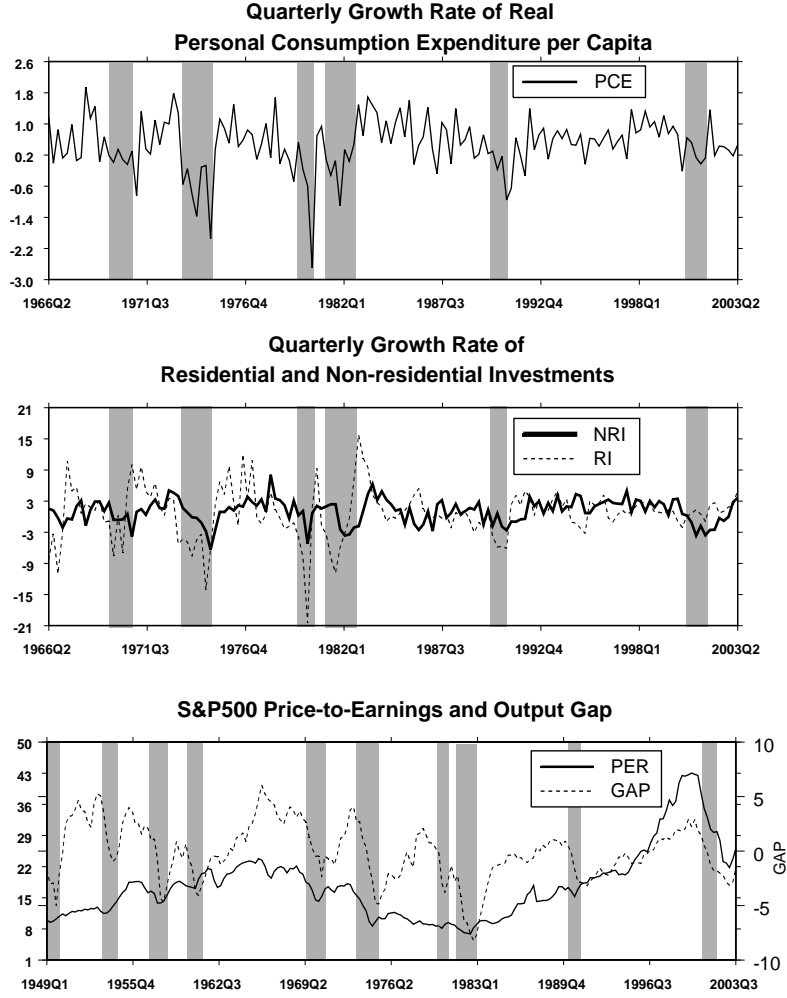 Quarterly Growth Rate of Real
Personal Consumption Expenditure per Capita
2.6
1.8
1.0
0.2
-0.6
-1.4
-2.2
-3.0
PCE
1966Q2 1971Q3 1976Q4 1982Q1 1987Q3 1992Q4 1998Q1 2003Q2
Quarterly Growth Rate of
Residential and Non-residential Investments
21
15
9
3
-3
-9
-15
-21
NRI
RI
1966Q2 1971Q3 1976Q4 1982Q1 1987Q3 1992Q4 1998Q1 2003Q2
S&P500 Price-to-Earnings and Output Gap
50
43
36
29
22
15
8
1
PER
GAP
10
5
0
-5
-10
GAP
1949Q1 1955Q4 1962Q3 1969Q2 1976Q2 1983Q1 1989Q4 1996Q3 2003Q3